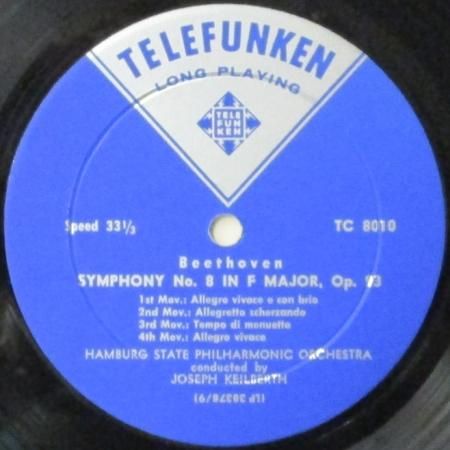 TELEFUNKEN
LONG PLAYING
TELE
FUN
KEN
Speed 33⅓
TC 8010
Beethoven
SYMPHONY No. 8 IN F MAJOR, Op. 93
1st Mov.: Allegro vivace e con brio
2nd Mov.: Allegretto scherzando
3rd Mov.: Tempo di menuetto
4th Mov.: Allegro vivace
HAMBURG STATE PHILHARMONIC ORCHESTRA
conducted by
JOSEPH KEILBERTH
(LP 38378/9)